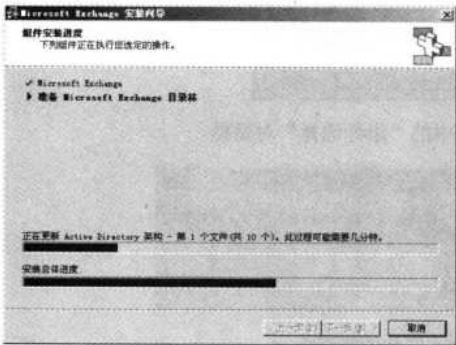 Microsoft Exchange 安装向导
组件安装进度
下列组件正在执行您选定的操作。
✓ Microsoft Exchange
▶ 准备 Microsoft Exchange 目录林
正在更新 Active Directory 架构 - 第 1 个文件(共 10 个)。此过程可能需要几分钟。
安装总体进度
取消